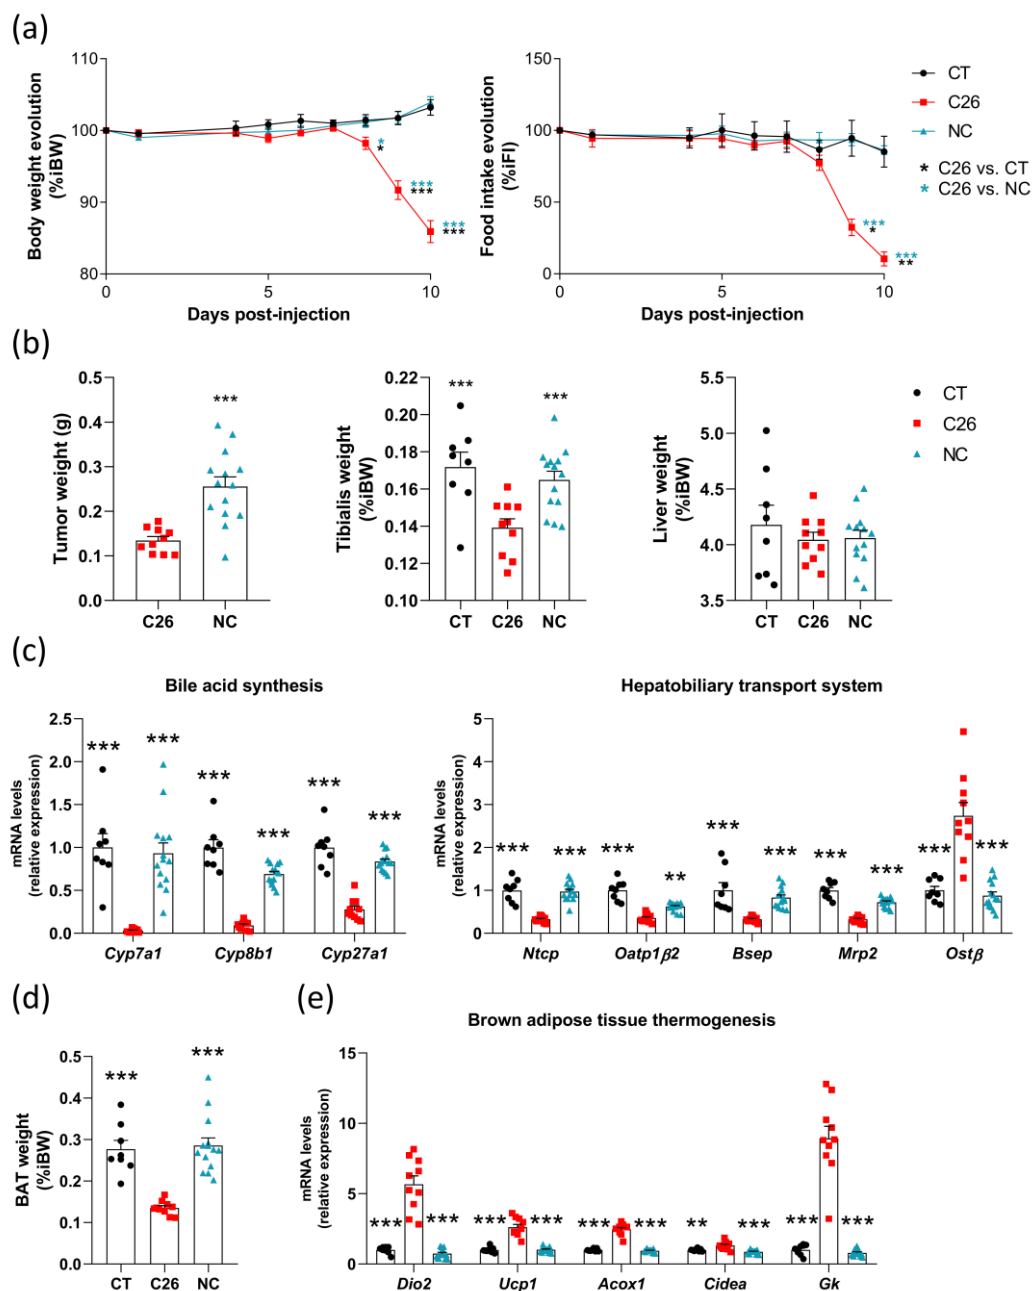 (a)
110
100
90
80
Body weight evolution
(%iBW)
0
5
10
Days post-injection
*
*
***
***
***
***
150
100
50
0
Food intake evolution
(%iFI)
0
5
10
Days post-injection
***
*
***
**
CT
C26
NC
* C26 vs. CT
* C26 vs. NC
(b)
0.5
0.4
0.3
0.2
0.1
0.0
Tumor weight (g)
***
C26 NC
0.22
0.20
0.18
0.16
0.14
0.12
0.10
Tibialis weight
(%iBW)
*** ***
CT C26 NC
5.5
5.0
4.5
4.0
3.5
Liver weight
(%iBW)
CT C26 NC
CT
C26
NC
(c)
Bile acid synthesis
2.5
2.0
1.5
1.0
0.5
0.0
mRNA levels
(relative expression)
*** *** *** *** *** ***
Cyp7a1 Cyp8b1 Cyp27a1
Hepatobiliary transport system
5
4
3
2
1
0
mRNA levels
(relative expression)
*** *** *** ** *** *** *** *** *** ***
Ntcp Oatp1β2 Bsep Mrp2 Ostβ
(d)
0.5
0.4
0.3
0.2
0.1
0.0
BAT weight
(%iBW)
*** ***
CT C26 NC
(e)
Brown adipose tissue thermogenesis
15
10
5
0
mRNA levels
(relative expression)
*** *** *** *** *** *** ** *** *** ***
Dio2 Ucp1 Acox1 Cidea Gk